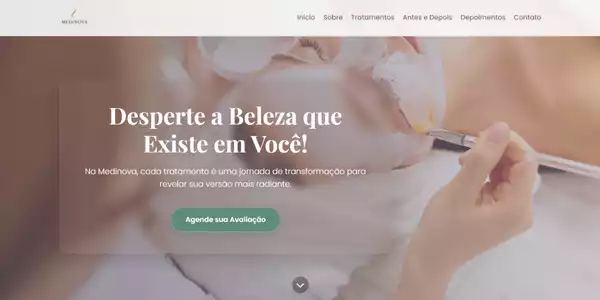 MEDINOVA
Início Sobre Tratamentos Antes e Depois Depoimentos Contato
Desperte a Beleza que
Existe em Você!
Na Medinova, cada tratamento é uma jornada de transformação para
revelar sua versão mais radiante.
Agende sua Avaliação